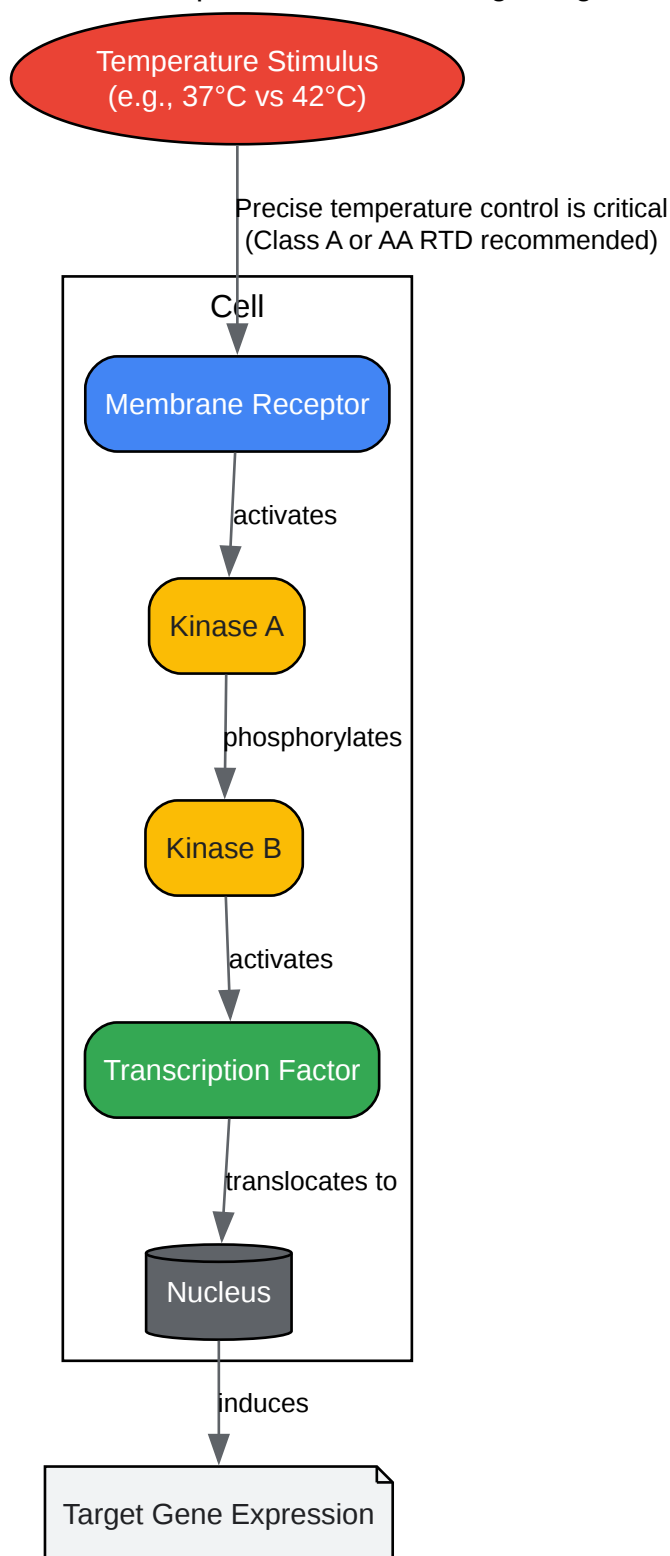 Temperature Stimulus
(e.g., 37°C vs 42°C)
Precise temperature control is critical
(Class A or AA RTD recommended)
Cell
Membrane Receptor
activates
Kinase A
phosphorylates
Kinase B
activates
Transcription Factor
translocates to
Nucleus
induces
Target Gene Expression